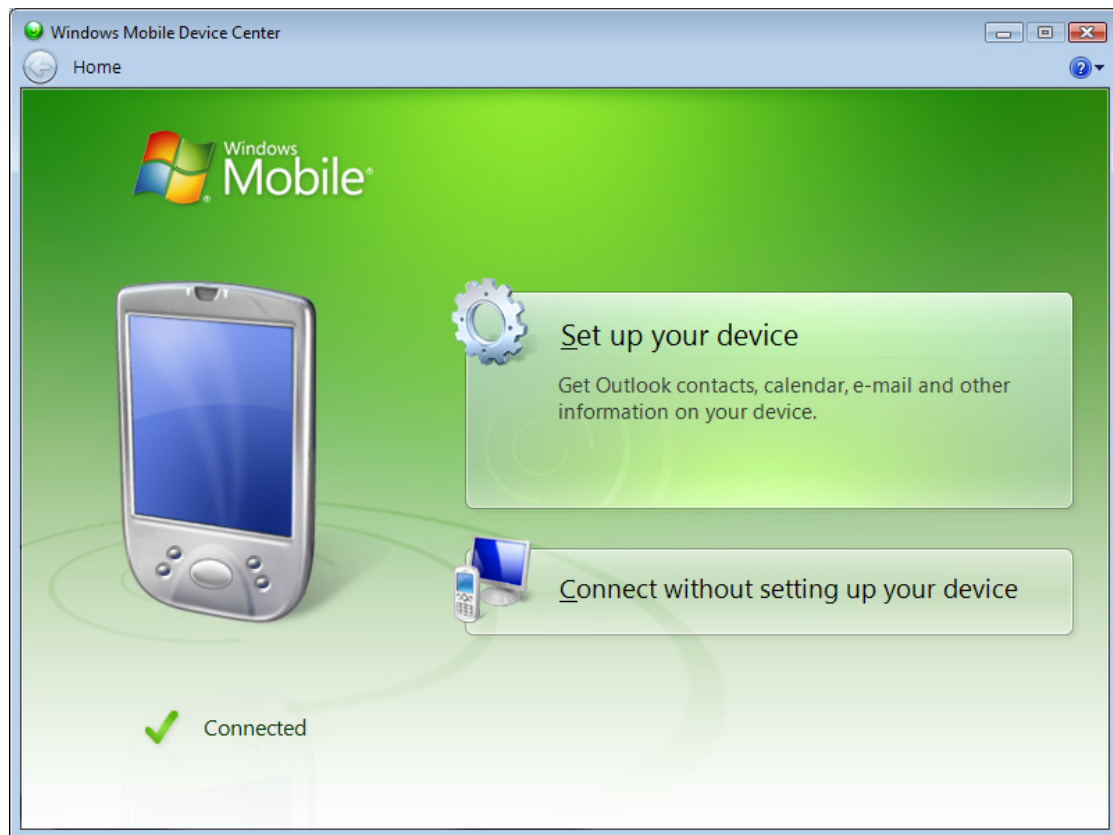 Windows Mobile Device Center
Home
Windows
Mobile®
Set up your device
Get Outlook contacts, calendar, e-mail and other
information on your device.
Connect without setting up your device
Connected